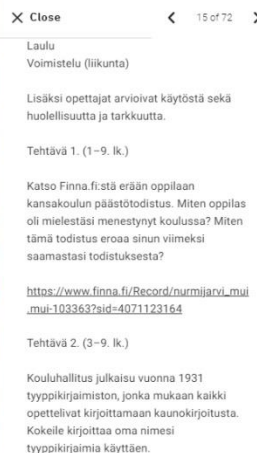 Close
15 of 72
Laulu
Voimistelu (liikunta)
Lisäksi opettajat arvioivat käytöstä sekä
huolellisuutta ja tarkkuutta.
Tehtävä 1. (1–9. lk.)
Katso Finna.fi:stä erään oppilaan
kansakoulun päästötodistus. Miten oppilas
oli mielestäsi menestynyt koulussa? Miten
tämä todistus eroaa sinun viimeksi
saamastasi todistuksesta?
https://www.finna.fi/Record/nurmijarvi_mui
.mui-103363?sid=4071123164
Tehtävä 2. (3–9. lk.)
Kouluhallitus julkaisu vuonna 1931
tyyppikirjaimiston, jonka mukaan kaikki
opettelivat kirjoittamaan kaunokirjoitusta.
Kokeile kirjoittaa oma nimesi
tyyppikirjaimia käyttäen.